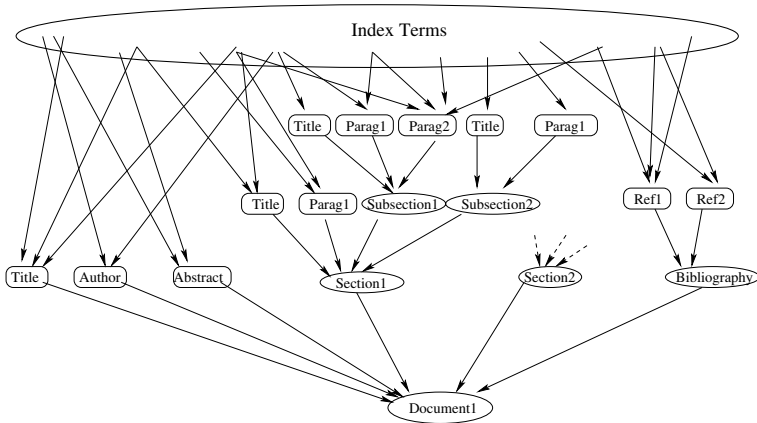 Index Terms
Title Parag1 Parag2 Title Parag1
Title Parag1 Subsection1 Subsection2 Ref1 Ref2
Title Author Abstract Section1 Section2 Bibliography
Document1